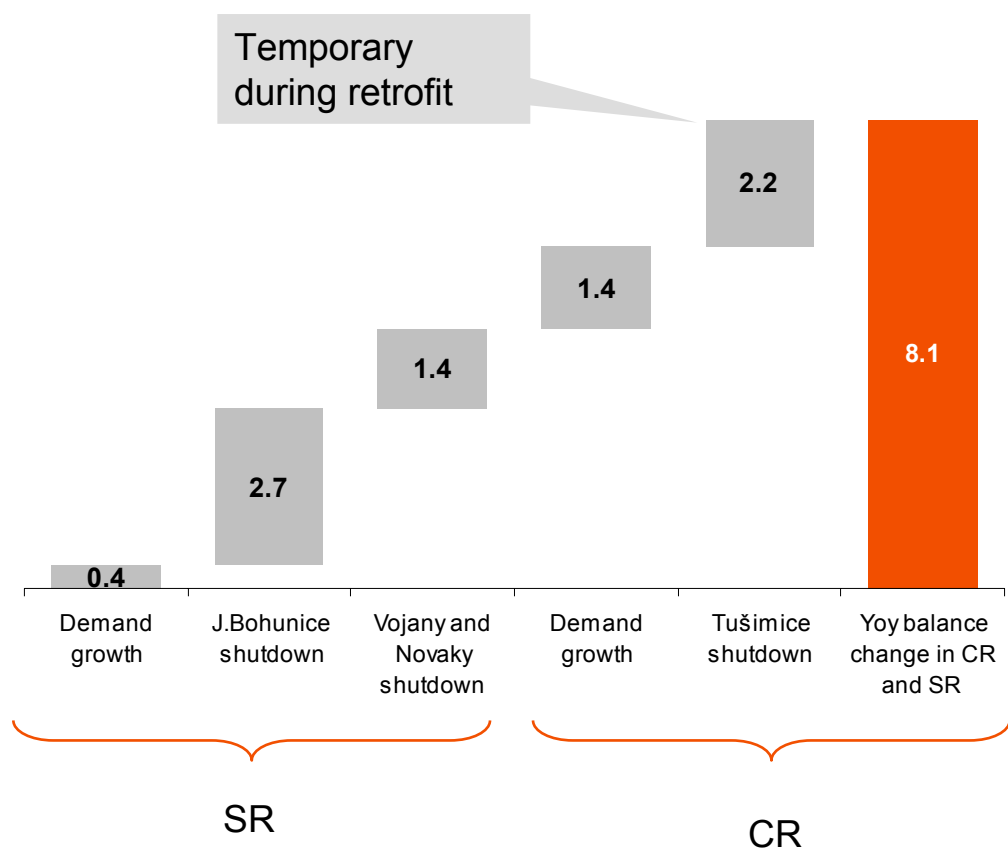 Temporary
during retrofit
2.2
1.4
8.1
1.4
2.7
0.4
Demand
growth
J.Bohunice
shutdown
Vojany and
Novaky
shutdown
Demand
growth
Tušimice
shutdown
Yoy balance
change in CR
and SR
SR
CR